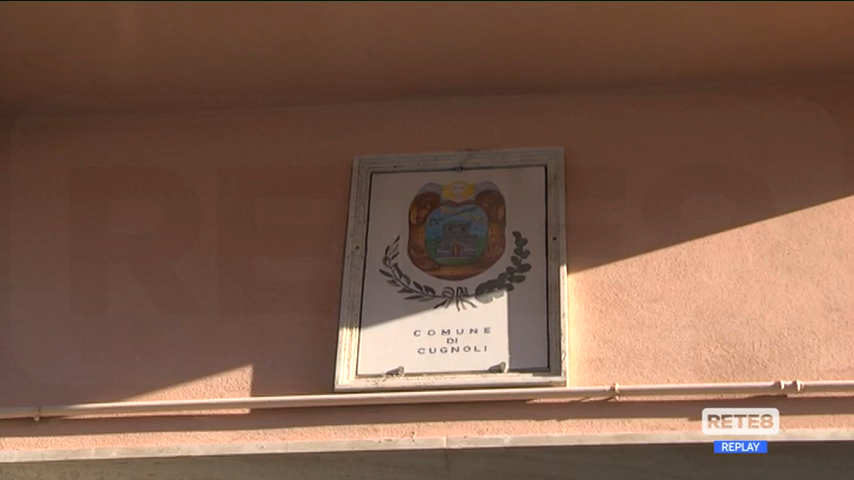 COMUNE
DI
CUGNOLI
RETE8
REPLAY